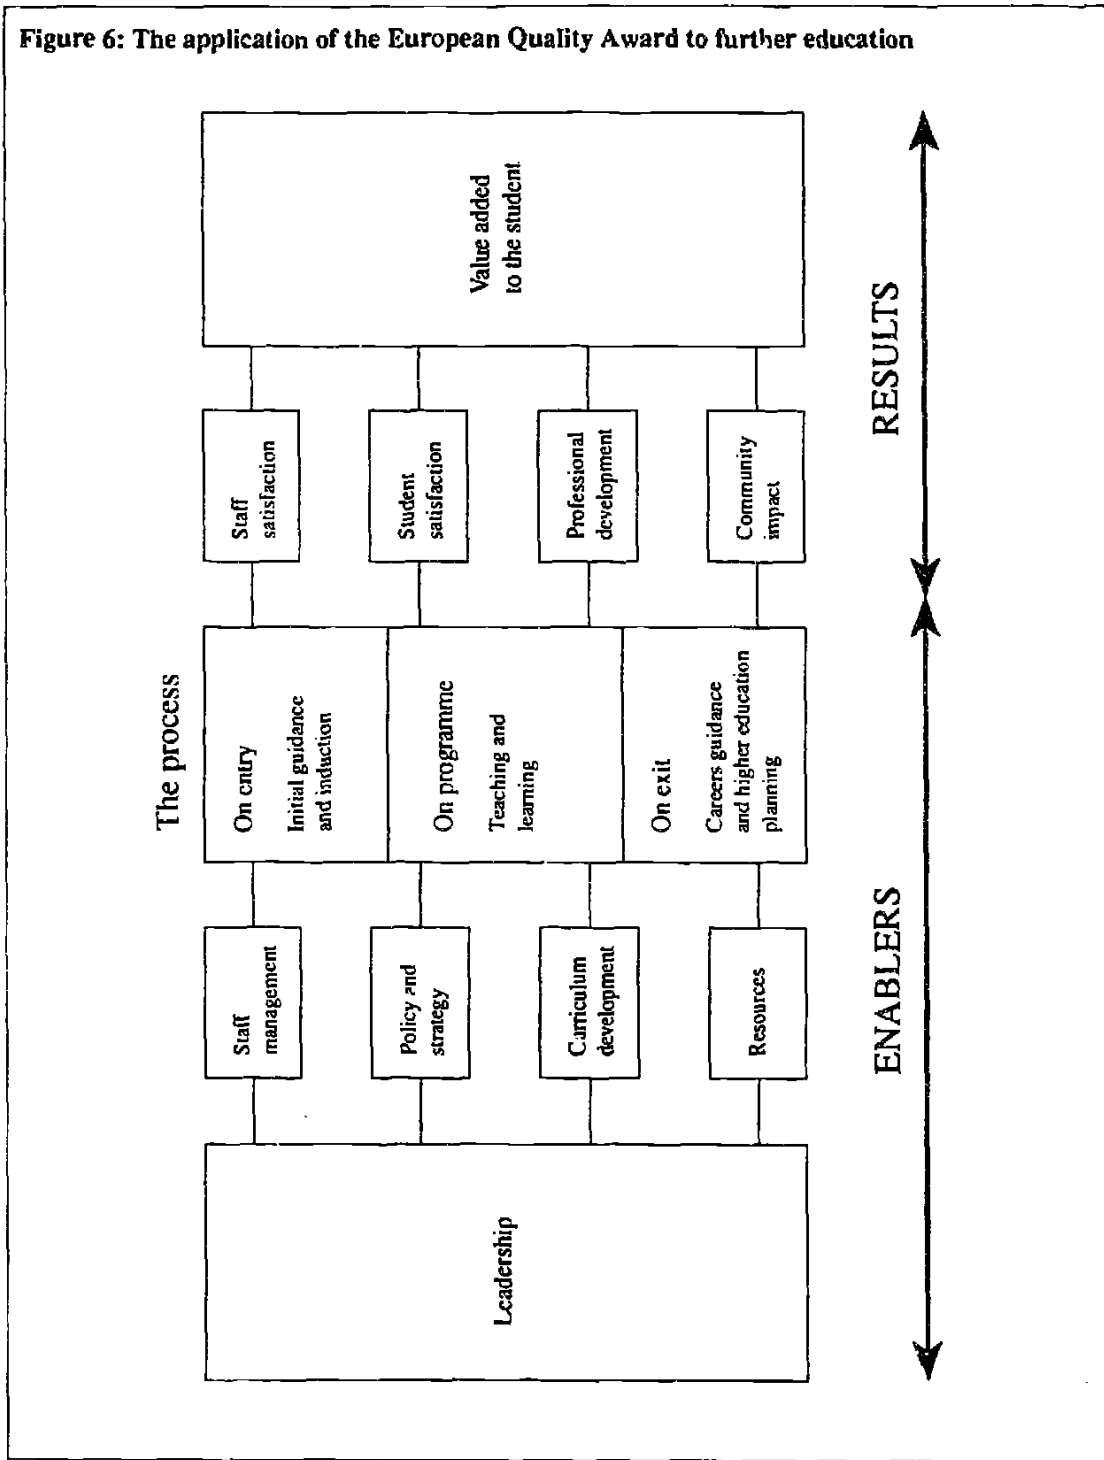 Figure 6: The application of the European Quality Award to further education
The process
Leadership
Staff
management
Policy and
strategy
Curriculum
development
Resources
On entry
Initial guidance
and induction
On programme
Teaching and
learning
On exit
Careers guidance
and higher education
planning
Staff
satisfaction
Student
satisfaction
Professional
development
Community
impact
Value added
to the student
ENABLERS
RESULTS